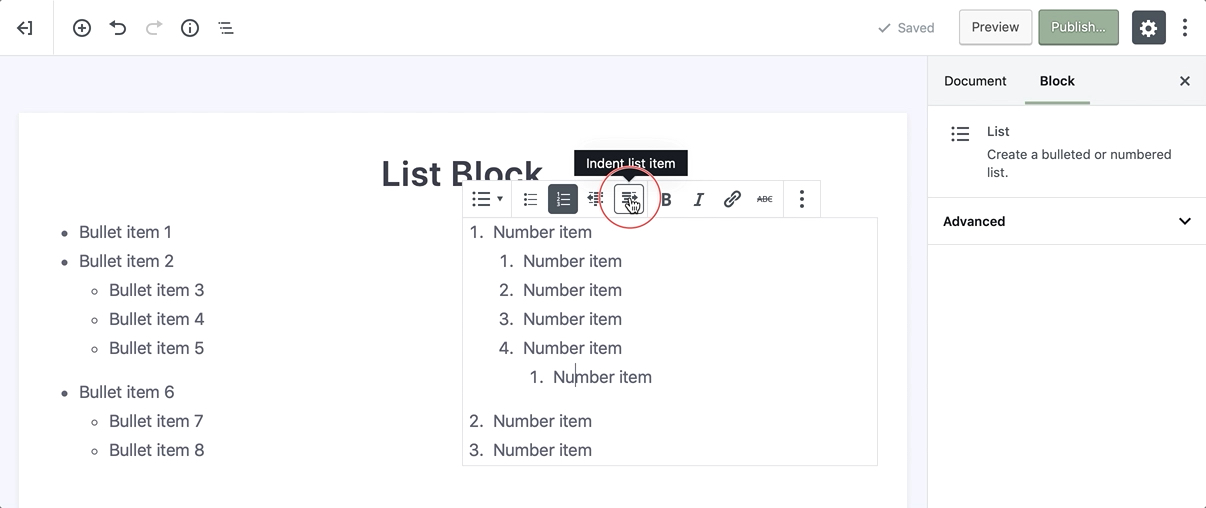 Saved
Preview
Publish...
Document
Block
List
Create a bulleted or numbered
list.
Advanced
List Block
Indent list item
B I ABC
• Bullet item 1
• Bullet item 2
◦ Bullet item 3
◦ Bullet item 4
◦ Bullet item 5
• Bullet item 6
◦ Bullet item 7
◦ Bullet item 8
1. Number item
1. Number item
2. Number item
3. Number item
4. Number item
1. Number item
2. Number item
3. Number item